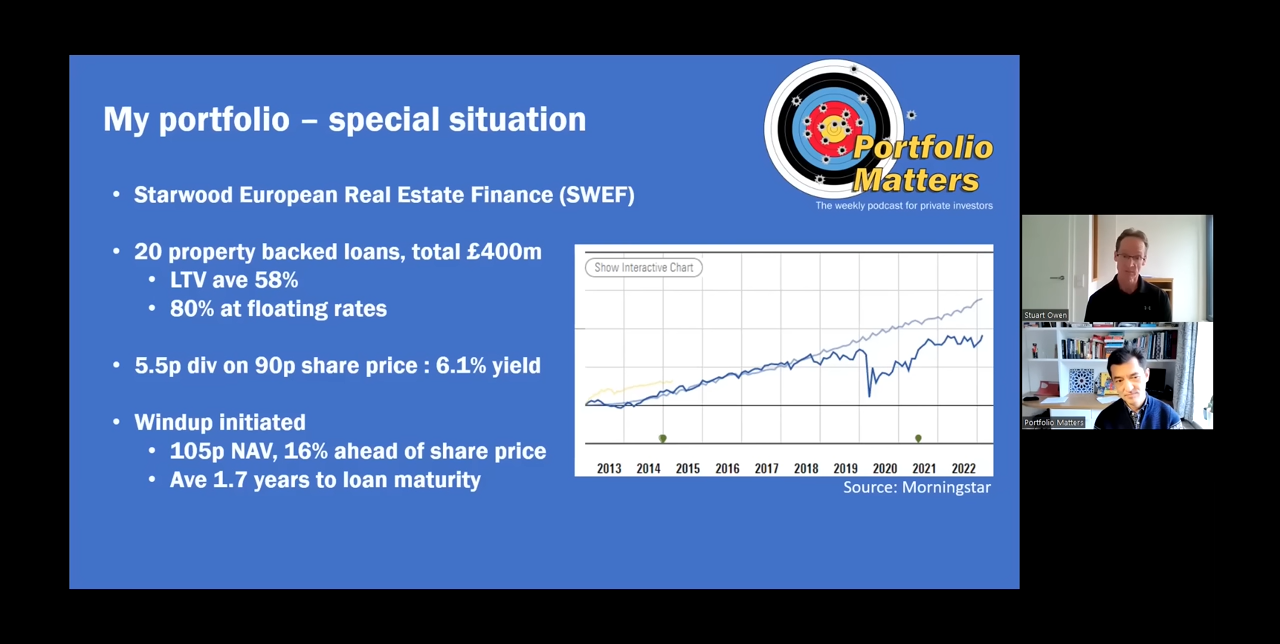 My portfolio – special situation
Portfolio
Matters
The weekly podcast for private investors
• Starwood European Real Estate Finance (SWEF)
• 20 property backed loans, total £400m
• LTV ave 58%
• 80% at floating rates
• 5.5p div on 90p share price : 6.1% yield
• Windup initiated
• 105p NAV, 16% ahead of share price
• Ave 1.7 years to loan maturity
Show Interactive Chart
2013 2014 2015 2016 2017 2018 2019 2020 2021 2022
Source: Morningstar
Stuart Owen
Portfolio Matters